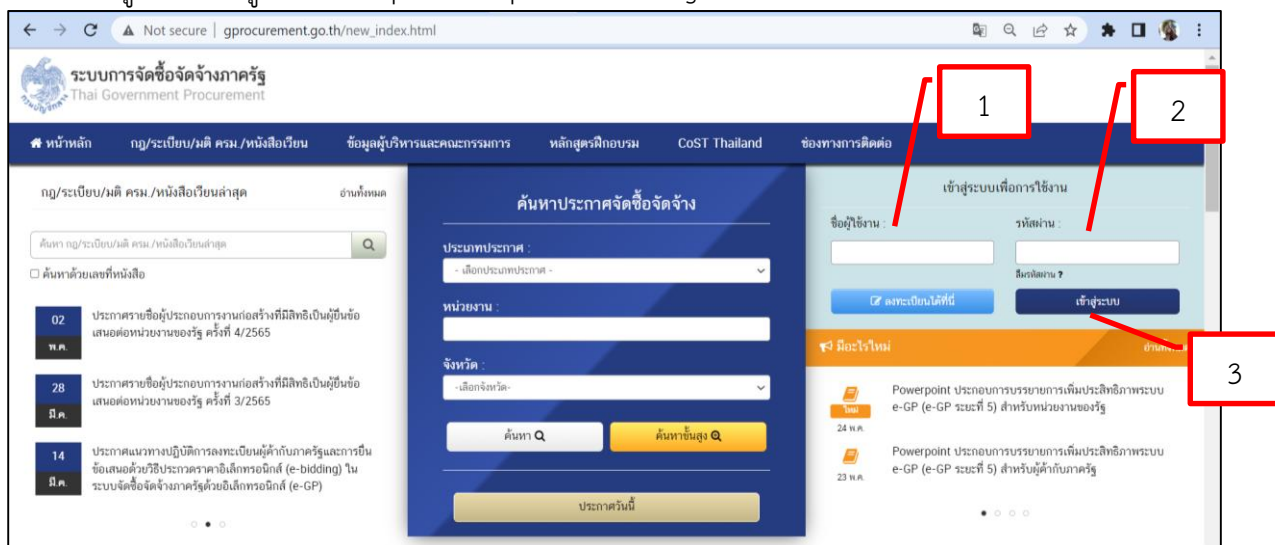 Not secure | gprocurement.go.th/new_index.html
ระบบการจัดซื้อจัดจ้างภาครัฐ
Thai Government Procurement
1
2
หน้าหลัก กฎ/ระเบียบ/มติ ครม./หนังสือเวียน ข้อมูลผู้บริหารและคณะกรรมการ หลักสูตรฝึกอบรม CoST Thailand ช่องทางการติดต่อ
กฎ/ระเบียบ/มติ ครม./หนังสือเวียนล่าสุด อ่านทั้งหมด
ค้นหา กฎ/ระเบียบ/มติ ครม./หนังสือเวียนล่าสุด
ค้นหาด้วยเลขที่หนังสือ
02 พ.ค.
ประกาศรายชื่อผู้ประกอบการงานก่อสร้างที่มีสิทธิเป็นผู้ยื่นข้อ
เสนอต่อหน่วยงานของรัฐ ครั้งที่ 4/2565
28 มี.ค.
ประกาศรายชื่อผู้ประกอบการงานก่อสร้างที่มีสิทธิเป็นผู้ยื่นข้อ
เสนอต่อหน่วยงานของรัฐ ครั้งที่ 3/2565
14 มี.ค.
ประกาศแนวทางปฏิบัติการลงทะเบียนผู้ค้ากับภาครัฐและการยื่น
ข้อเสนอด้วยวิธีประกวดราคาอิเล็กทรอนิกส์ (e-bidding) ใน
ระบบจัดซื้อจัดจ้างภาครัฐด้วยอิเล็กทรอนิกส์ (e-GP)
ค้นหาประกาศจัดซื้อจัดจ้าง
ประเภทประกาศ :
- เลือกประเภทประกาศ -
หน่วยงาน :
จังหวัด :
-เลือกจังหวัด-
ค้นหา
ค้นหาขั้นสูง
ประกาศวันนี้
เข้าสู่ระบบเพื่อการใช้งาน
ชื่อผู้ใช้งาน :
รหัสผ่าน :
ลืมรหัสผ่าน ?
ลงทะเบียนได้ที่นี่
เข้าสู่ระบบ
3
มีอะไรใหม่
ใหม่
24 พ.ค.
Powerpoint ประกอบการบรรยายการเพิ่มประสิทธิภาพระบบ
e-GP (e-GP ระยะที่ 5) สำหรับหน่วยงานของรัฐ
23 พ.ค.
Powerpoint ประกอบการบรรยายการเพิ่มประสิทธิภาพระบบ
e-GP (e-GP ระยะที่ 5) สำหรับผู้ค้ากับภาครัฐ